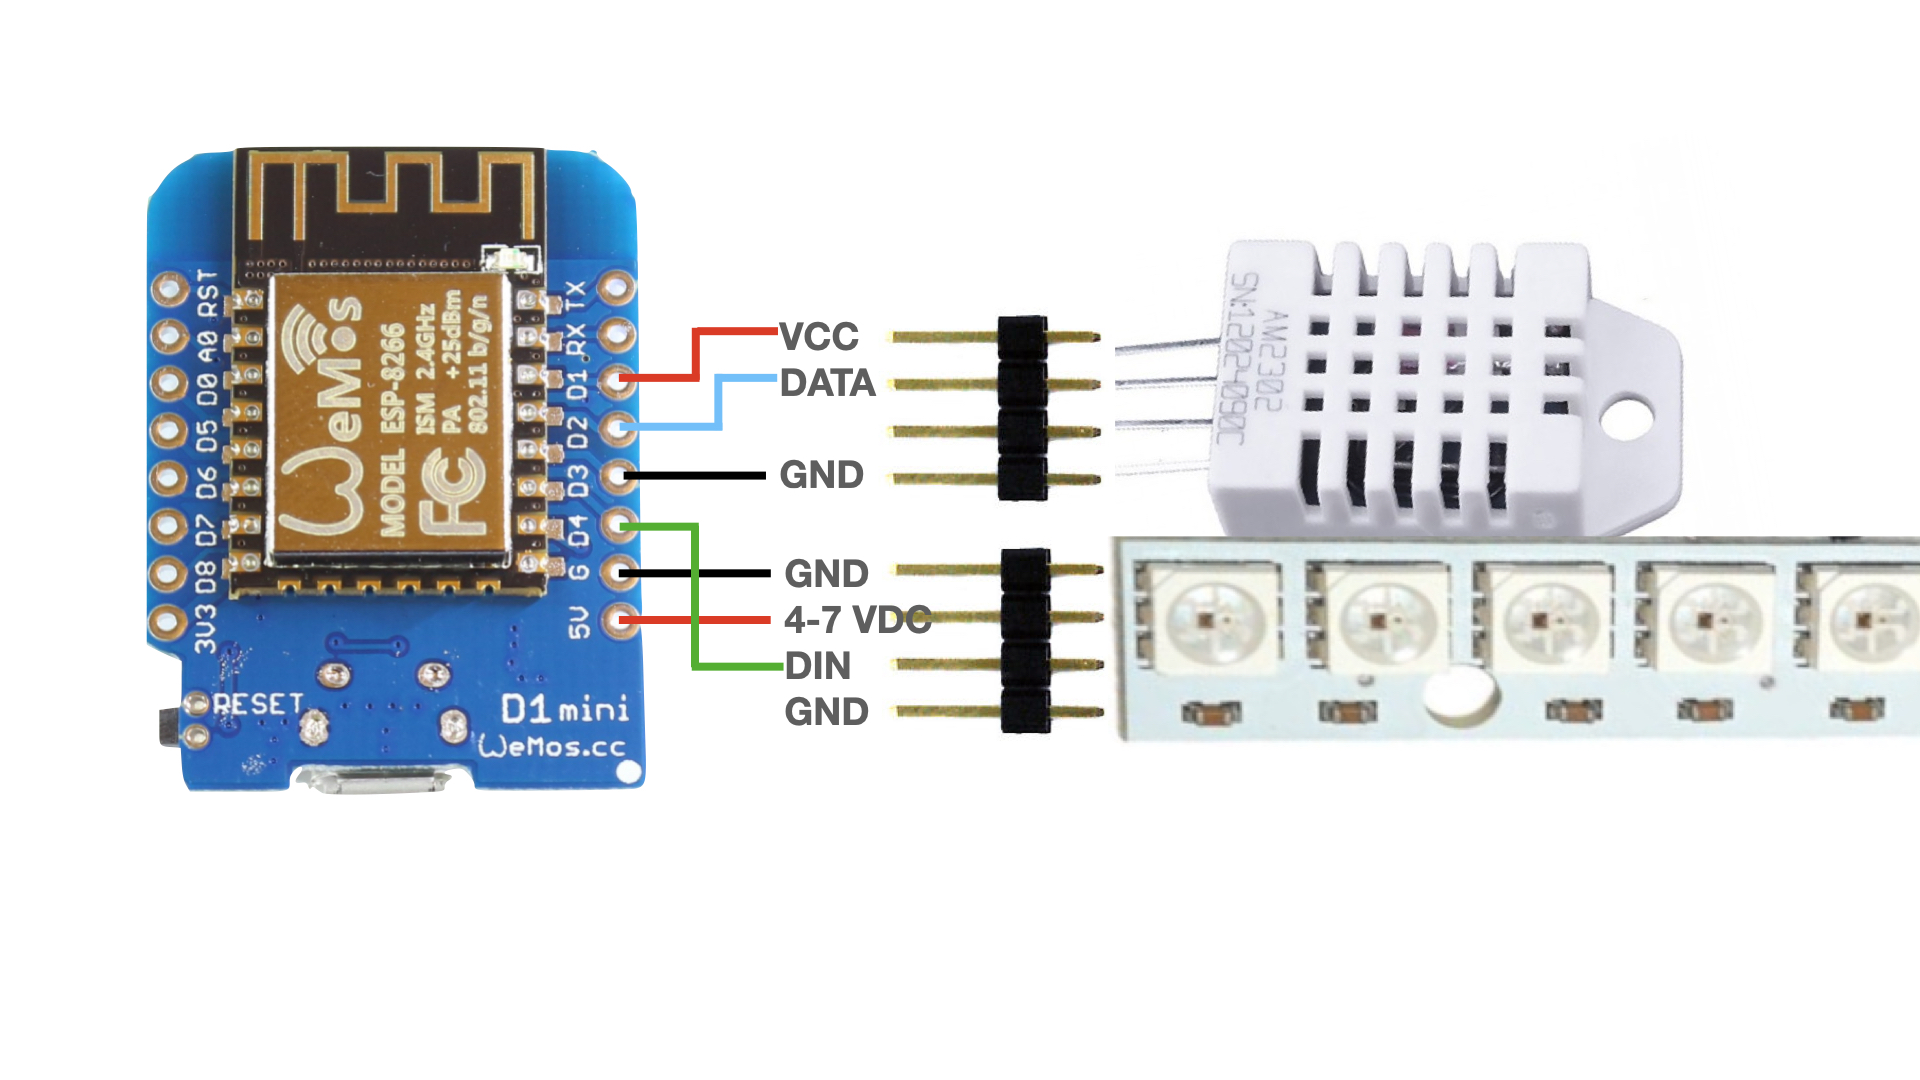 RST
A0
D0
D5
D6
D7
D8
3V3
TX
RX
D1
D2
D3
D4
G
5V
WeMos
MODEL ESP-8266
ISM 2.4GHz
PA +25dBm
802.11 b/g/n
FC
RESET
D1 mini
WeMos.cc
VCC
DATA
GND
GND
4-7 VDC
DIN
GND
AM2302
SN:1202-090C